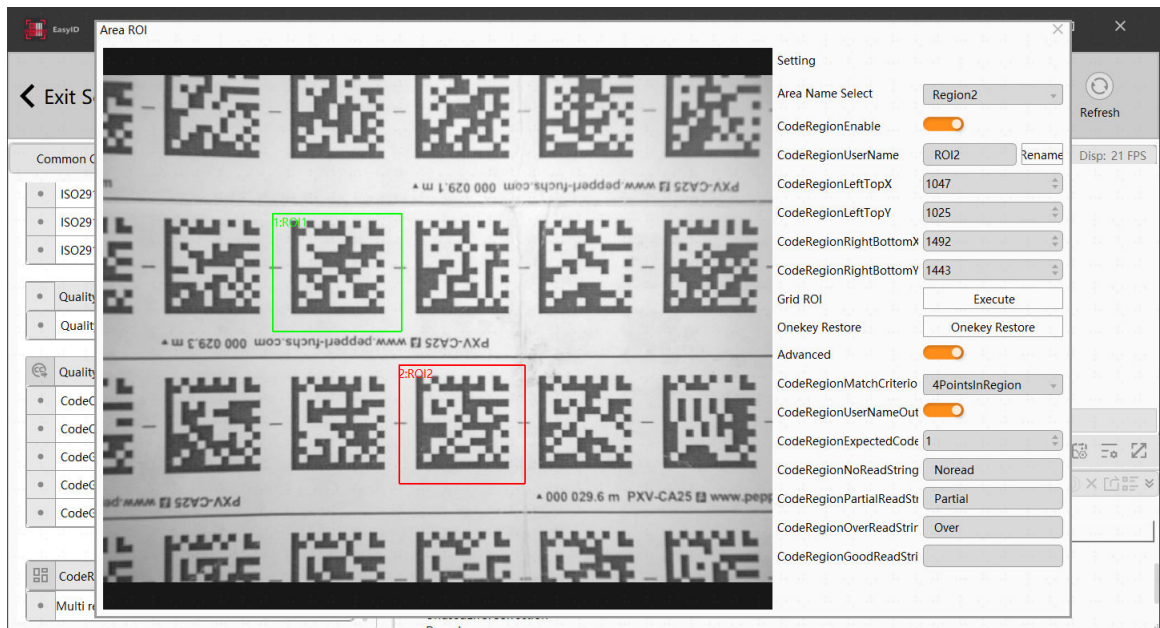 EasyID
Area ROI
Exit S
Refresh
Common
Disp: 21 FPS
ISO291
ISO291
ISO291
Quality
Qualit
Quality
CodeC
CodeC
CodeG
CodeG
CodeG
CodeR
Multi re
1:ROI1
2:ROI2
PXV-CA25 www.pepperl-fuchs.com 000 029.1 m
PXV-CA25 www.pepperl-fuchs.com 000 029.3 m
PXV-CA25 www.pe
000 029.6 m PXV-CA25 www.pepp
Setting
Area Name Select Region2
CodeRegionEnable
CodeRegionUserName ROI2 Rename
CodeRegionLeftTopX 1047
CodeRegionLeftTopY 1025
CodeRegionRightBottomX 1492
CodeRegionRightBottomY 1443
Grid ROI Execute
Onekey Restore Onekey Restore
Advanced
CodeRegionMatchCriterio 4PointsInRegion
CodeRegionUserNameOut
CodeRegionExpectedCode 1
CodeRegionNoReadString Noread
CodeRegionPartialReadStr Partial
CodeRegionOverReadStrin Over
CodeRegionGoodReadStri